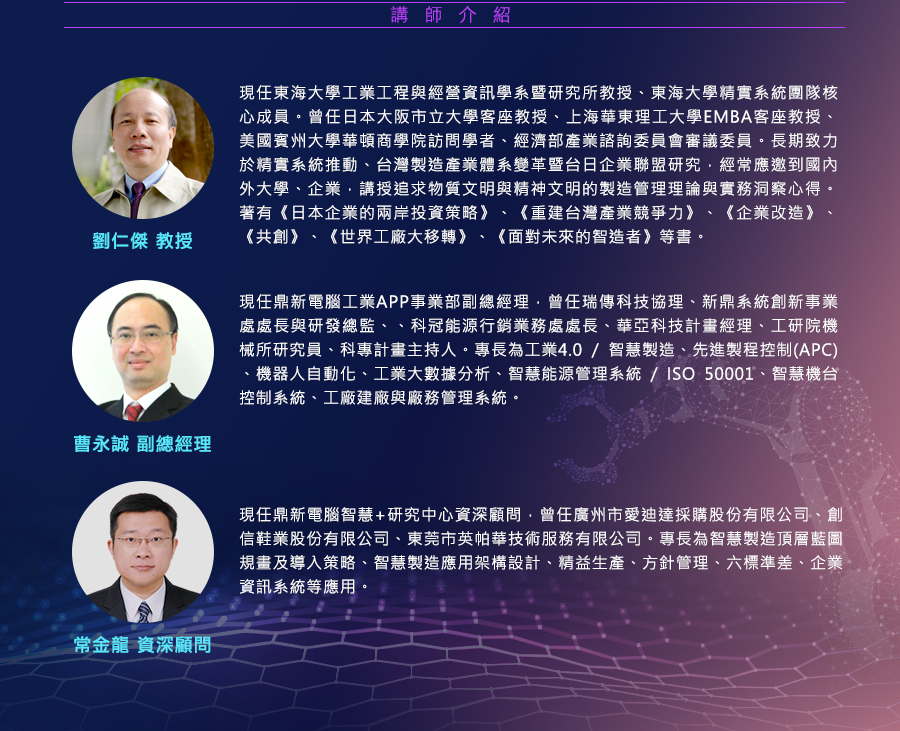 講師介紹
現任東海大學工業工程與經營資訊學系暨研究所教授、東海大學精實系統團隊核
心成員。曾任日本大阪市立大學客座教授、上海華東理工大學EMBA客座教授、
美國賓州大學華頓商學院訪問學者、經濟部產業諮詢委員會審議委員。長期致力
於精實系統推動、台灣製造產業體系變革暨台日企業聯盟研究，經常應邀到國內
外大學、企業，講授追求物質文明與精神文明的製造管理理論與實務洞察心得。
著有《日本企業的兩岸投資策略》、《重建台灣產業競爭力》、《企業改造》、
《共創》、《世界工廠大移轉》、《面對未來的智造者》等書。
劉仁傑 教授
現任鼎新電腦工業APP事業部副總經理，曾任瑞傳科技協理、新鼎系統創新事業
處處長與研發總監、、科冠能源行銷業務處處長、華亞科技計畫經理、工研院機
械所研究員、科專計畫主持人。專長為工業4.0 / 智慧製造、先進製程控制(APC)
、機器人自動化、工業大數據分析、智慧能源管理系統 / ISO 50001、智慧機台
控制系統、工廠建廠與廠務管理系統。
曹永誠 副總經理
現任鼎新電腦智慧+研究中心資深顧問，曾任廣州市愛迪達採購股份有限公司、創
信鞋業股份有限公司、東莞市英帕華技術服務有限公司。專長為智慧製造頂層藍圖
規畫及導入策略、智慧製造應用架構設計、精益生產、方針管理、六標準差、企業
資訊系統等應用。
常金龍 資深顧問